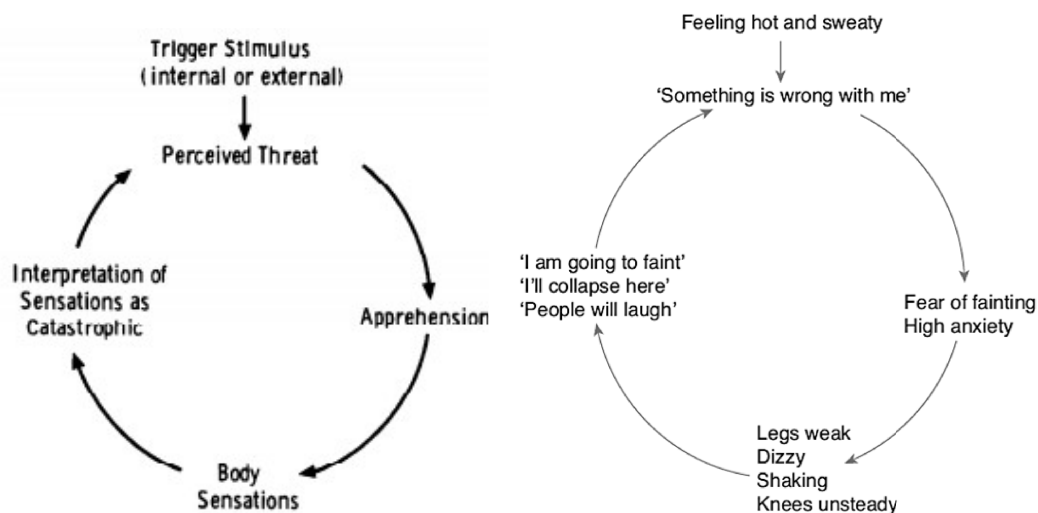 Trigger Stimulus
(internal or external)
Perceived Threat
Apprehension
Body
Sensations
Interpretation of
Sensations as
Catastrophic
Feeling hot and sweaty
‘Something is wrong with me’
Fear of fainting
High anxiety
Legs weak
Dizzy
Shaking
Knees unsteady
‘I am going to faint’
‘I’ll collapse here’
‘People will laugh’